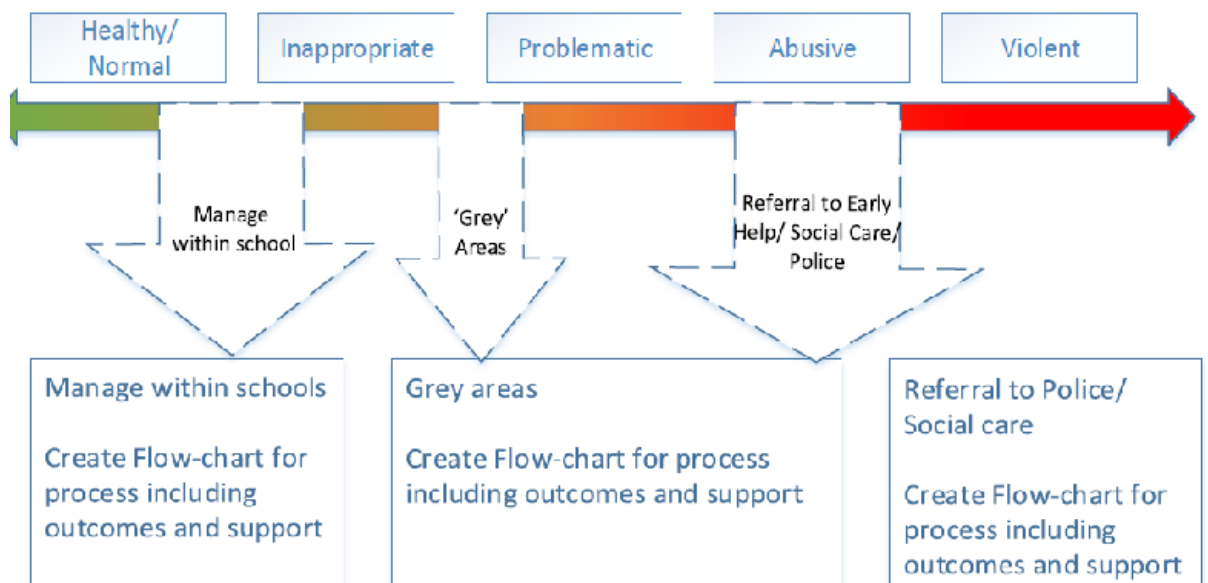 Healthy/
Normal
Inappropriate
Problematic
Abusive
Violent
Manage
within school
‘Grey’
Areas
Referral to Early
Help/ Social Care/
Police
Manage within schools
Create Flow-chart for
process including
outcomes and support
Grey areas
Create Flow-chart for process
including outcomes and support
Referral to Police/
Social care
Create Flow-chart for
process including
outcomes and support